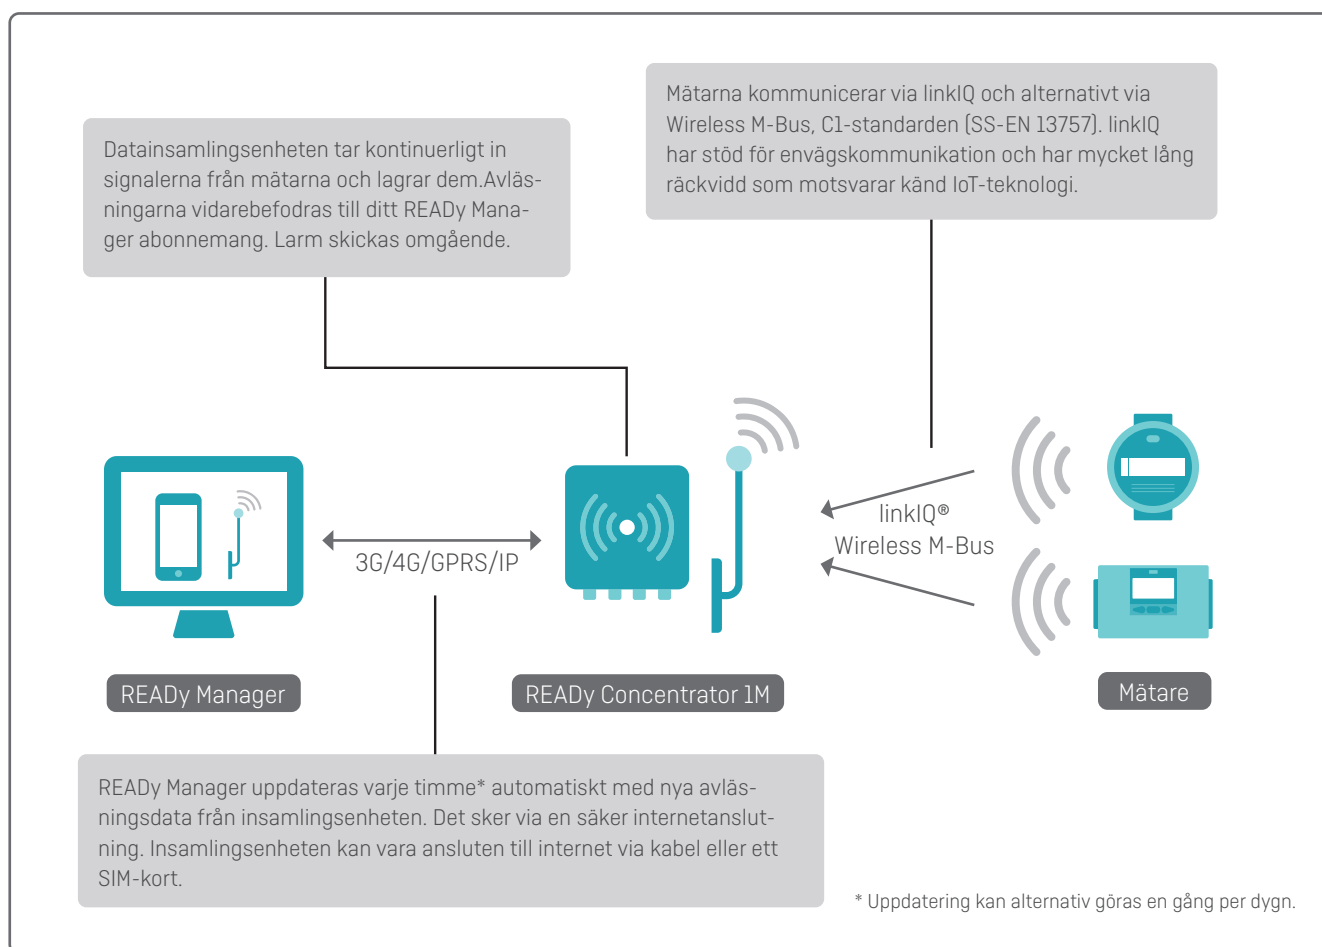 Mätarna kommunicerar via linkIQ och alternativt via
Wireless M-Bus, C1-standarden (SS-EN 13757). linkIQ
har stöd för envägskommunikation och har mycket lång
räckvidd som motsvarar känd IoT-teknologi.
Datainsamlingsenheten tar kontinuerligt in
signalerna från mätarna och lagrar dem.Avläs-
ningarna vidarebefodras till ditt READy Mana-
ger abonnemang. Larm skickas omgående.
3G/4G/GPRS/IP
linkIQ®
Wireless M-Bus
READy Manager
READy Concentrator 1M
Mätare
READy Manager uppdateras varje timme* automatiskt med nya avläs-
ningsdata från insamlingsenheten. Det sker via en säker internetanslut-
ning. Insamlingsenheten kan vara ansluten till internet via kabel eller ett
SIM-kort.
* Uppdatering kan alternativ göras en gång per dygn.